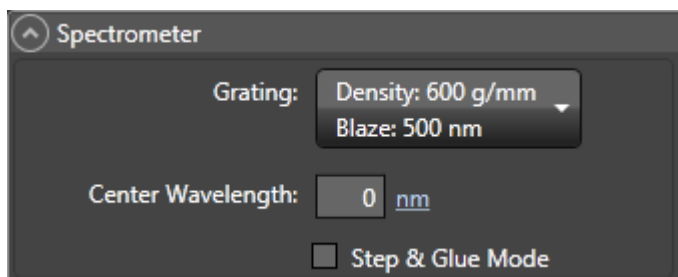 Spectrometer
Grating: Density: 600 g/mm
Blaze: 500 nm
Center Wavelength: 0 nm
Step & Glue Mode